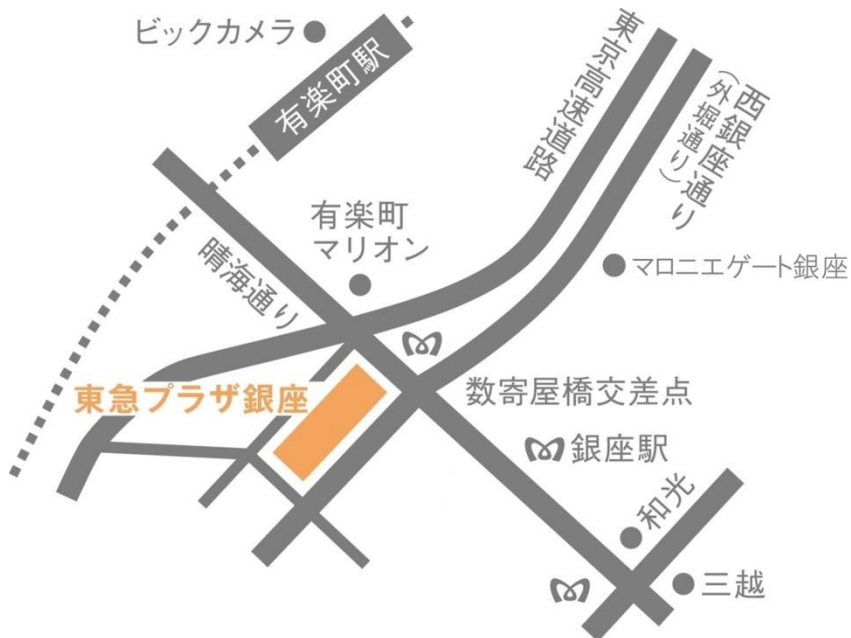 ビックカメラ
有楽町駅
東京高速道路
西銀座通り
(外堀通り)
有楽町
マリオン
晴海通り
マロニエゲート銀座
東急プラザ銀座
数寄屋橋交差点
銀座駅
和光
三越